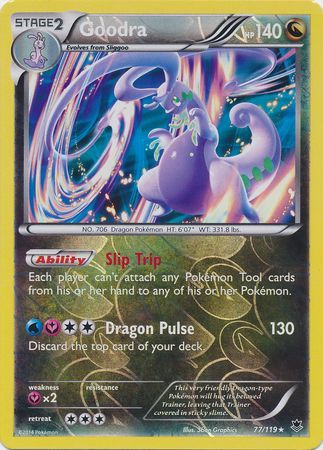 STAGE2
Goodra
HP140
Evolves from Sliggoo
NO. 706 Dragon Pokémon HT: 6'07" WT: 331.8 lbs.
Ability Slip Trip
Each player can't attach any Pokémon Tool cards
from his or her hand to any of his or her Pokémon.
Dragon Pulse 130
Discard the top card of your deck.
weakness resistance
×2
retreat
This very friendly Dragon-type
Pokémon will hug its beloved
Trainer, leaving that Trainer
covered in sticky slime.
Illus. 5ban Graphics
77/119
©2014 Pokémon